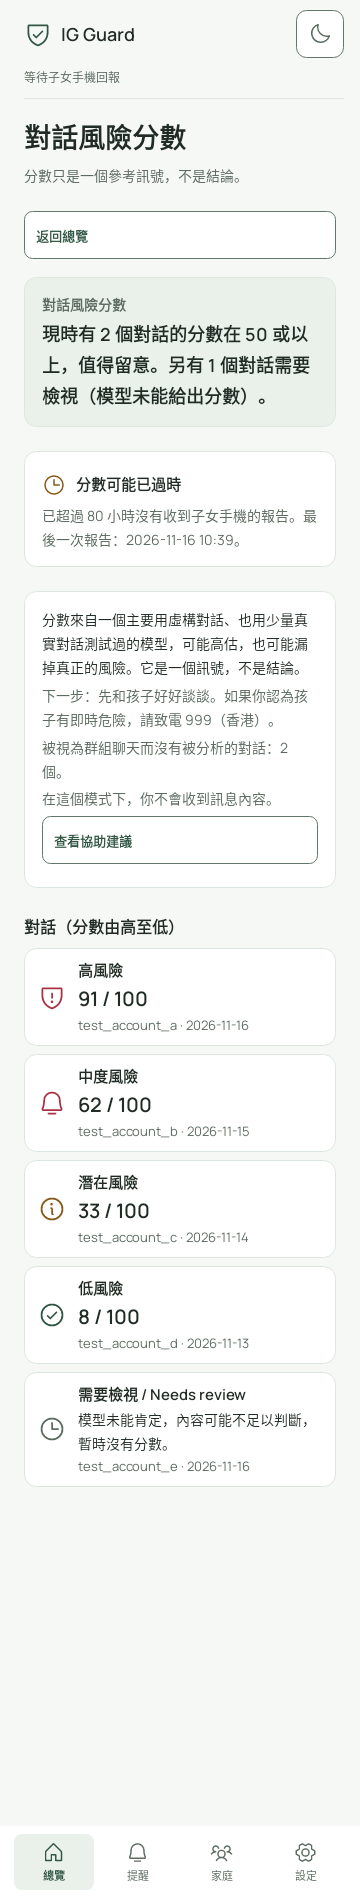 IG Guard
等待子女手機回報
對話風險分數
分數只是一個參考訊號，不是結論。
返回總覽
對話風險分數
現時有 2 個對話的分數在 50 或以
上，值得留意。另有 1 個對話需要
檢視（模型未能給出分數）。
分數可能已過時
已超過 80 小時沒有收到子女手機的報告。最
後一次報告：2026-11-16 10:39。
分數來自一個主要用虛構對話、也用少量真
實對話測試過的模型，可能高估，也可能漏
掉真正的風險。它是一個訊號，不是結論。
下一步：先和孩子好好談談。如果你認為孩
子有即時危險，請致電 999（香港）。
被視為群組聊天而沒有被分析的對話：2
個。
在這個模式下，你不會收到訊息內容。
查看協助建議
對話（分數由高至低）
高風險
91 / 100
test_account_a · 2026-11-16
中度風險
62 / 100
test_account_b · 2026-11-15
潛在風險
33 / 100
test_account_c · 2026-11-14
低風險
8 / 100
test_account_d · 2026-11-13
需要檢視 / Needs review
模型未能肯定，內容可能不足以判斷，
暫時沒有分數。
test_account_e · 2026-11-16
總覽
提醒
家庭
設定